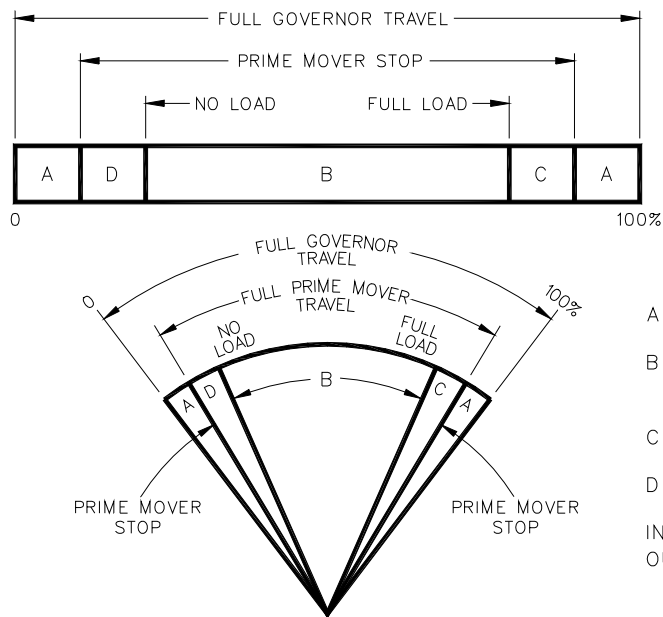 FULL GOVERNOR TRAVEL
PRIME MOVER STOP
NO LOAD FULL LOAD
A D B C A
0 100%
FULL GOVERNOR
TRAVEL
0 100%
FULL PRIME MOVER
TRAVEL
NO
LOAD
FULL
LOAD
A D B C A
PRIME MOVER
STOP
PRIME MOVER
STOP
A
B
C
D
IN